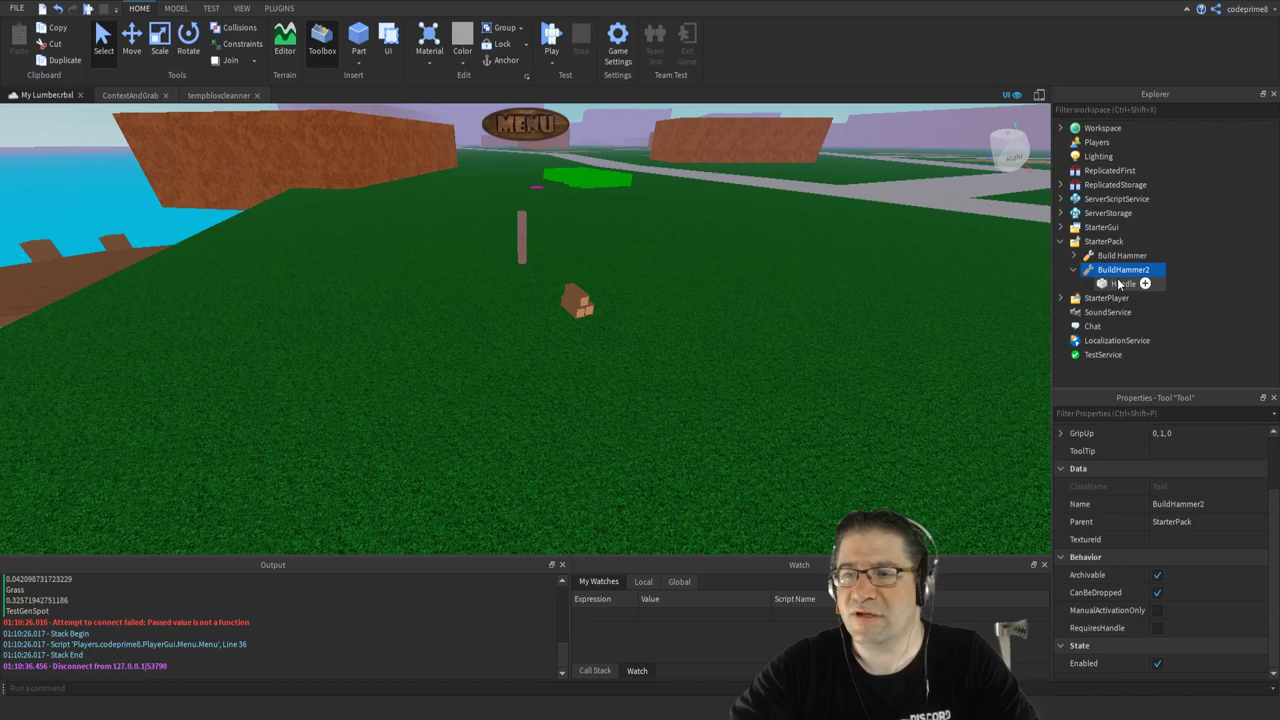 FILE
HOME
MODEL
TEST
VIEW
PLUGINS
codeprime8
Copy
Cut
Duplicate
Paste
Clipboard
Select
Move
Scale
Rotate
Collisions
Constraints
Join
Tools
Editor
Terrain
Toolbox
Part
UI
Insert
Material
Color
Group
Lock
Anchor
Edit
Play
Stop
Test
Game Settings
Settings
Team Test
Exit Game
Team Test
My Lumber.rbxl
ContextAndGrab
tempbloxcleanner
UI
MENU
Right
Explorer
Filter workspace (Ctrl+Shift+X)
Workspace
Players
Lighting
ReplicatedFirst
ReplicatedStorage
ServerScriptService
ServerStorage
StarterGui
StarterPack
Build Hammer
BuildHammer2
Handle
StarterPlayer
SoundService
Chat
LocalizationService
TestService
Properties - Tool "Tool"
Filter Properties (Ctrl+Shift+P)
GripUp 0, 1, 0
ToolTip
Data
ClassName Tool
Name BuildHammer2
Parent StarterPack
TextureId
Behavior
Archivable
CanBeDropped
ManualActivationOnly
RequiresHandle
State
Enabled
Output
0.042098731723229
Grass
0.32571942751186
TestGenSpot
01:10:26.016 - Attempt to connect failed: Passed value is not a function
01:10:26.017 - Stack Begin
01:10:26.017 - Script 'Players.codeprime8.PlayerGui.Menu.Menu', Line 36
01:10:26.017 - Stack End
01:10:36.456 - Disconnect from 127.0.0.1|53790
Watch
My Watches
Local
Global
Expression
Value
Script Name
Call Stack
Watch
Run a command
DISCORD